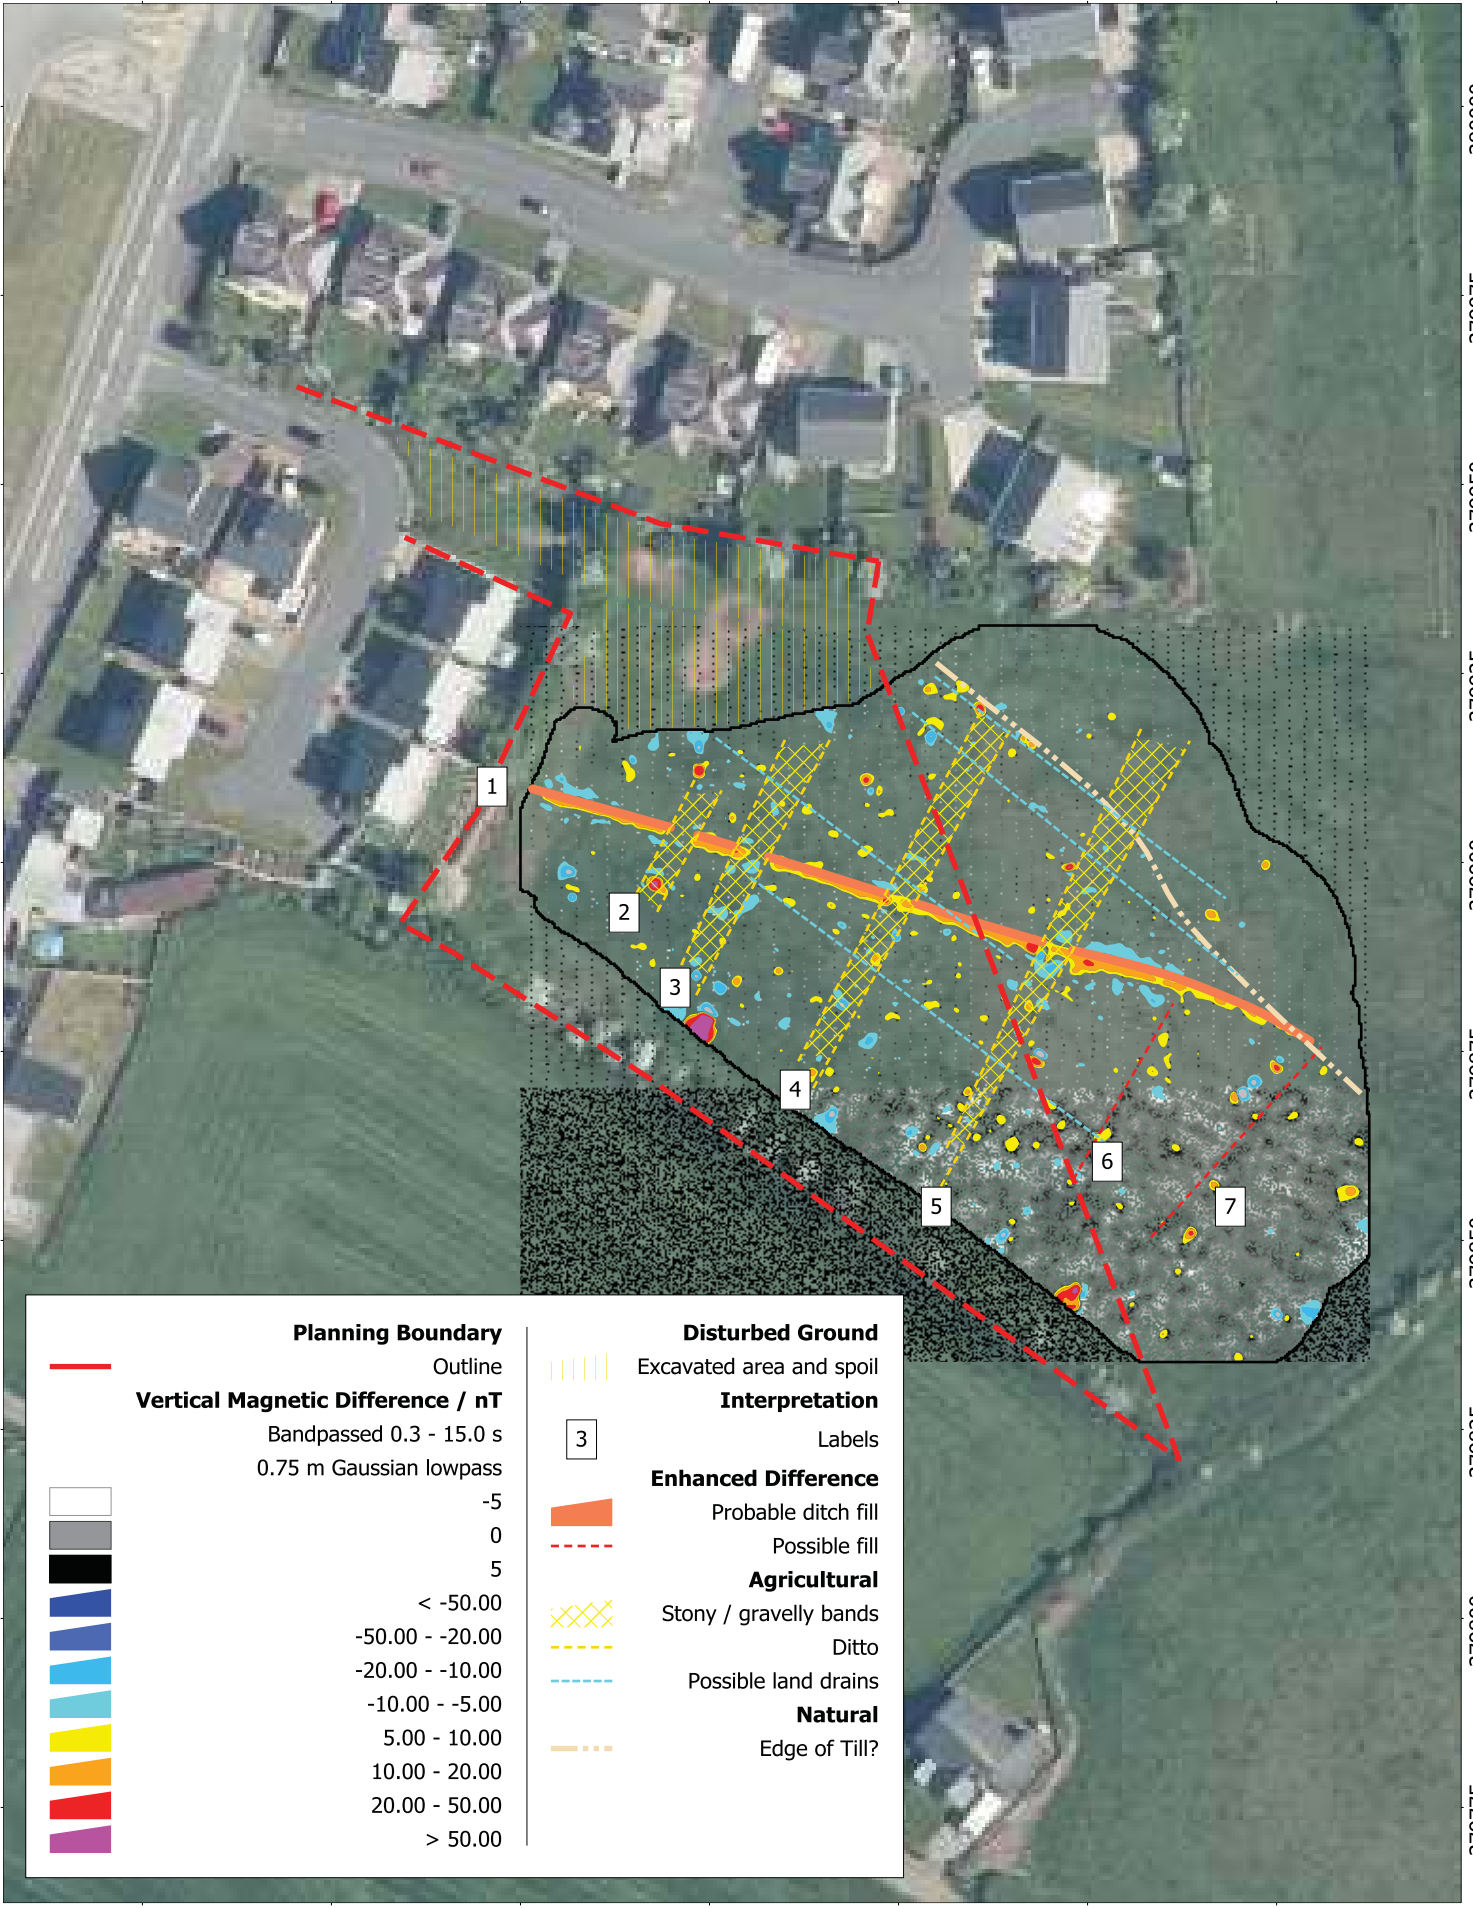 1
2
3
4
5
6
7
Planning Boundary
Outline
Vertical Magnetic Difference / nT
Bandpassed 0.3 - 15.0 s
0.75 m Gaussian lowpass
-5
0
5
< -50.00
-50.00 - -20.00
-20.00 - -10.00
-10.00 - -5.00
5.00 - 10.00
10.00 - 20.00
20.00 - 50.00
> 50.00
Disturbed Ground
Excavated area and spoil
Interpretation
3
Labels
Enhanced Difference
Probable ditch fill
Possible fill
Agricultural
Stony / gravelly bands
Ditto
Possible land drains
Natural
Edge of Till?